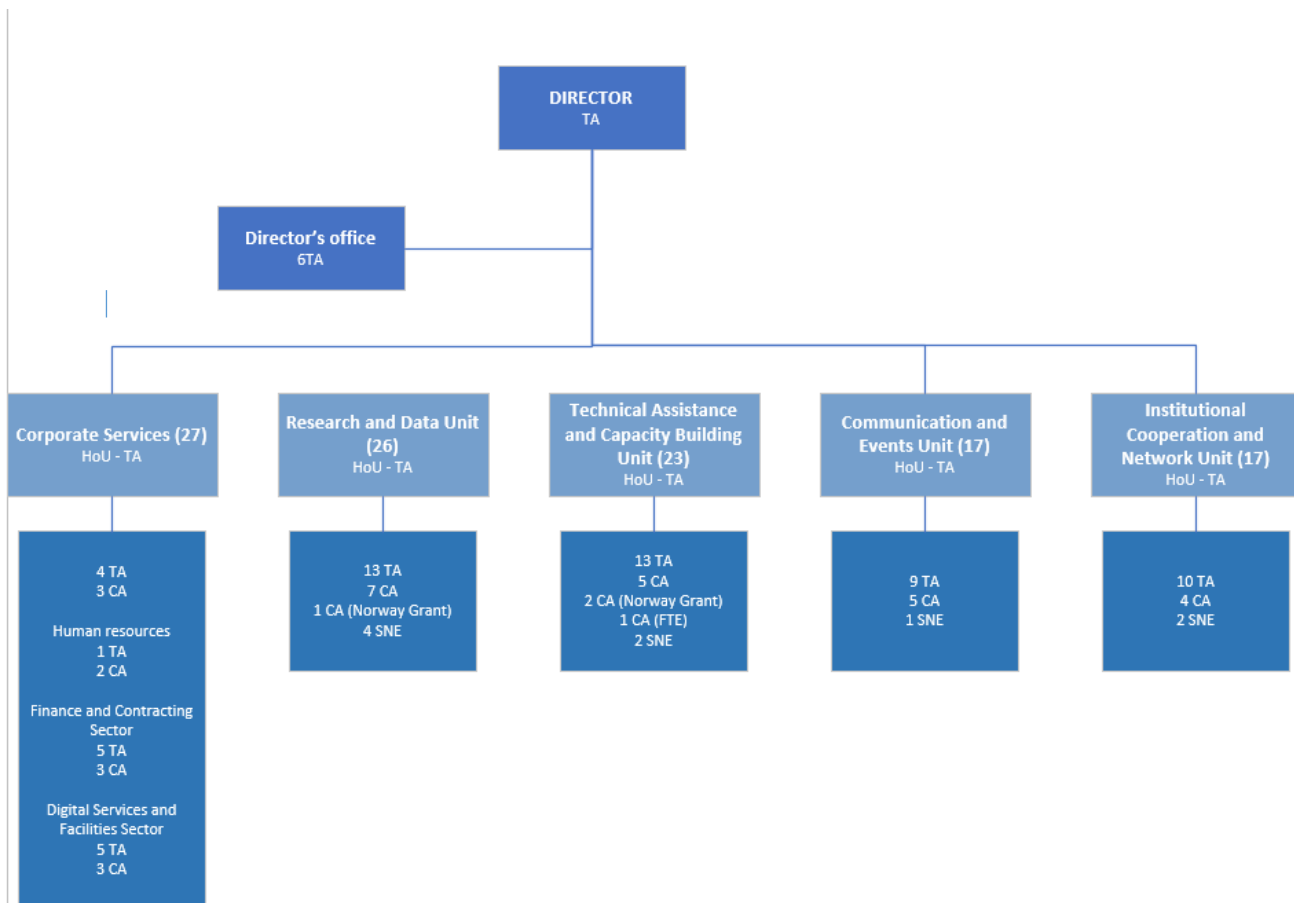 DIRECTOR
TA
Director's office
6TA
Corporate Services (27)
HoU - TA
Research and Data Unit
(26)
HoU - TA
Technical Assistance
and Capacity Building
Unit (23)
HoU - TA
Communication and
Events Unit (17)
HoU - TA
Institutional
Cooperation and
Network Unit (17)
HoU - TA
4 TA
3 CA
Human resources
1 TA
2 CA
Finance and Contracting
Sector
5 TA
3 CA
Digital Services and
Facilities Sector
5 TA
3 CA
13 TA
7 CA
1 CA (Norway Grant)
4 SNE
13 TA
5 CA
2 CA (Norway Grant)
1 CA (FTE)
2 SNE
9 TA
5 CA
1 SNE
10 TA
4 CA
2 SNE